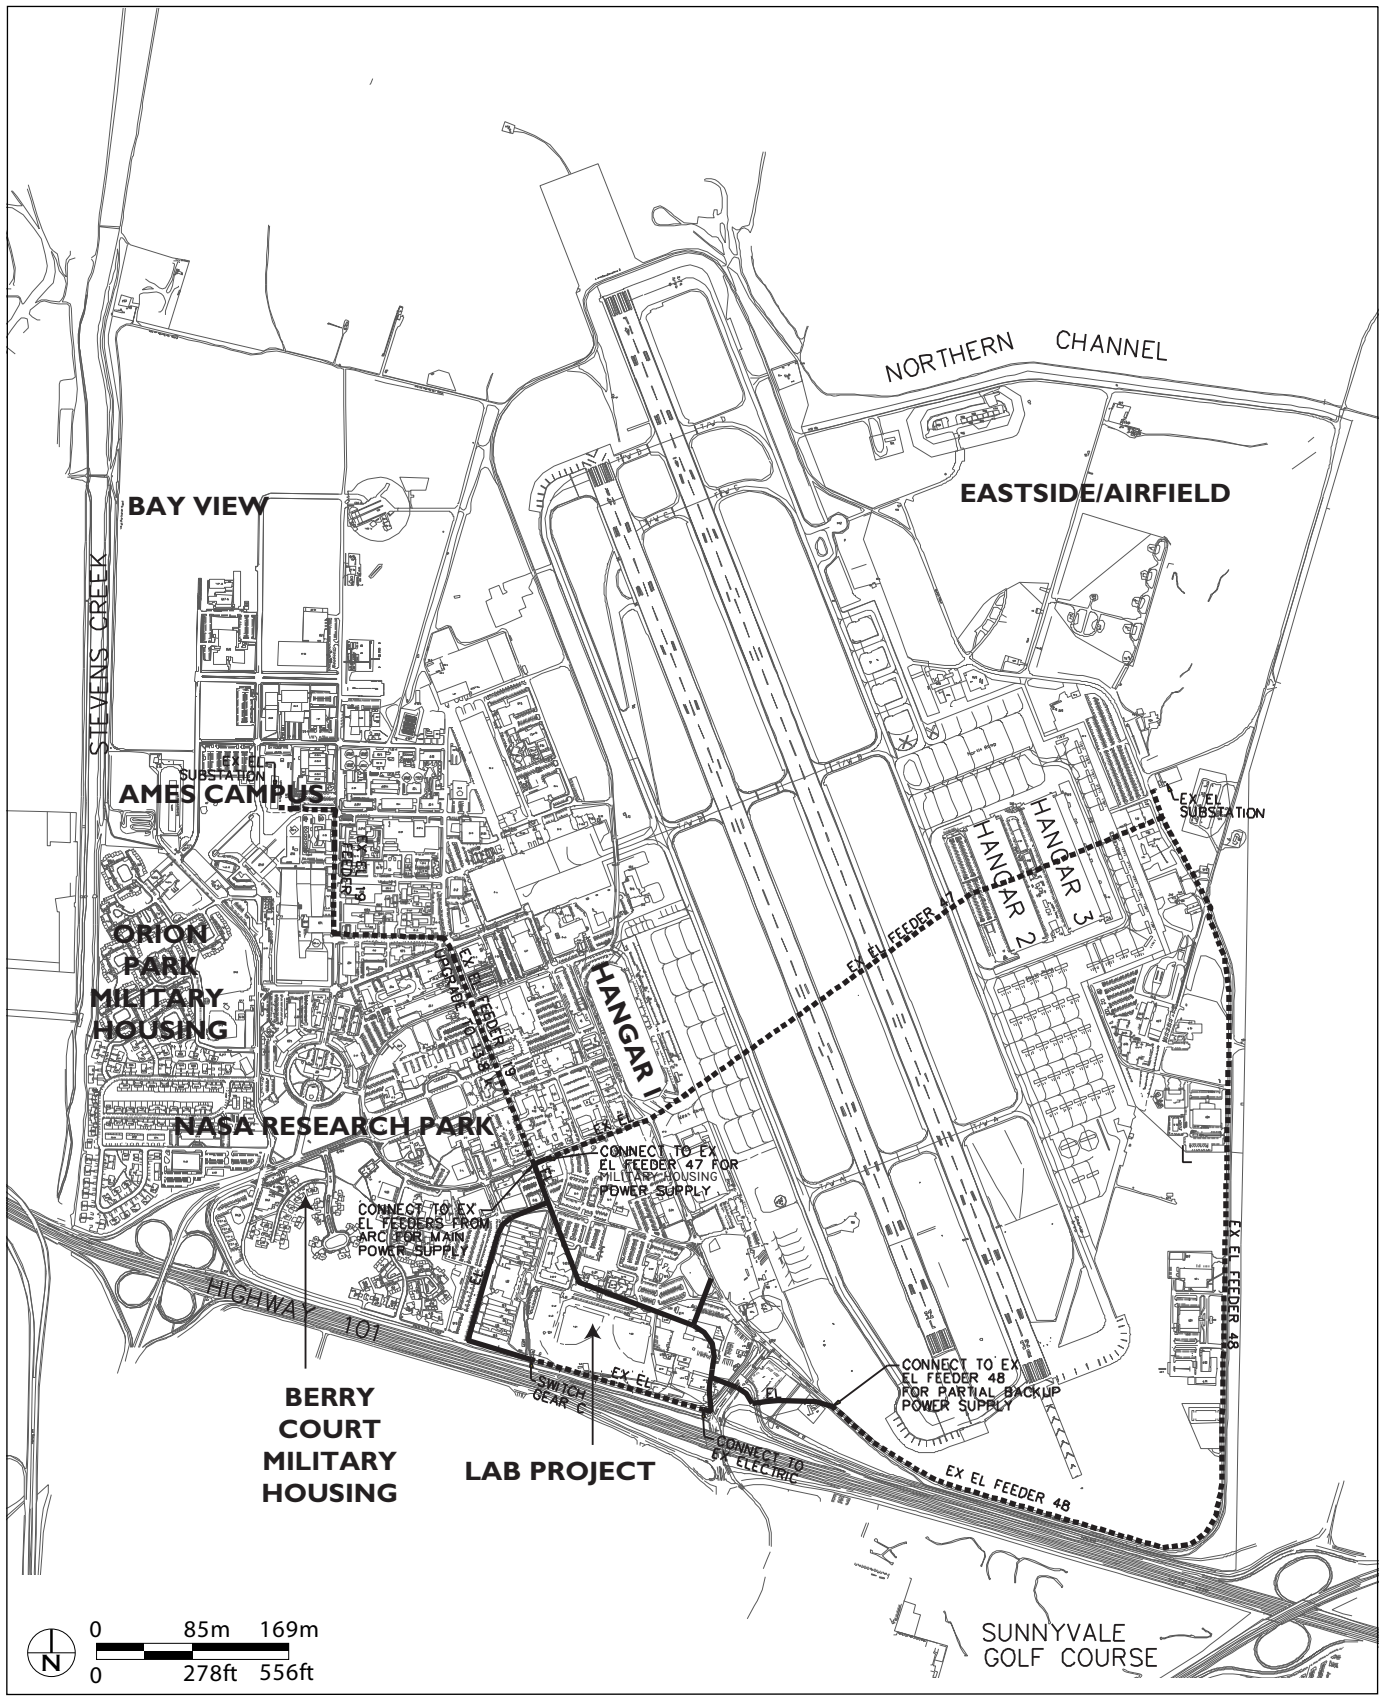 NORTHERN CHANNEL
EASTSIDE/AIRFIELD
BAY VIEW
STEVENS CREEK
EX EL
SUBSTATION
AMES CAMPUS
EX EL
SUBSTATION
EX EL 19
FEEDER
HANGAR 3
HANGAR 2
EX EL FEEDER 47
ORION
PARK
MILITARY
HOUSING
EX EL FEEDER 19
HANGAR 1
NASA RESEARCH PARK
EX EL
CONNECT TO EX
EL FEEDER 47 FOR
MILITARY HOUSING
POWER SUPPLY
CONNECT TO EX
EL FEEDERS FROM
ARC FOR MAIN
POWER SUPPLY
EL
EX EL FEEDER 48
HIGHWAY 101
EX EL
SWITCH
GEAR C
EL
CONNECT TO EX
EL FEEDER 48
FOR PARTIAL BACKUP
POWER SUPPLY
BERRY
COURT
MILITARY
HOUSING
LAB PROJECT
CONNECT TO
EX ELECTRIC
EX EL FEEDER 48
SUNNYVALE
GOLF COURSE
N
0 85m 169m
0 278ft 556ft